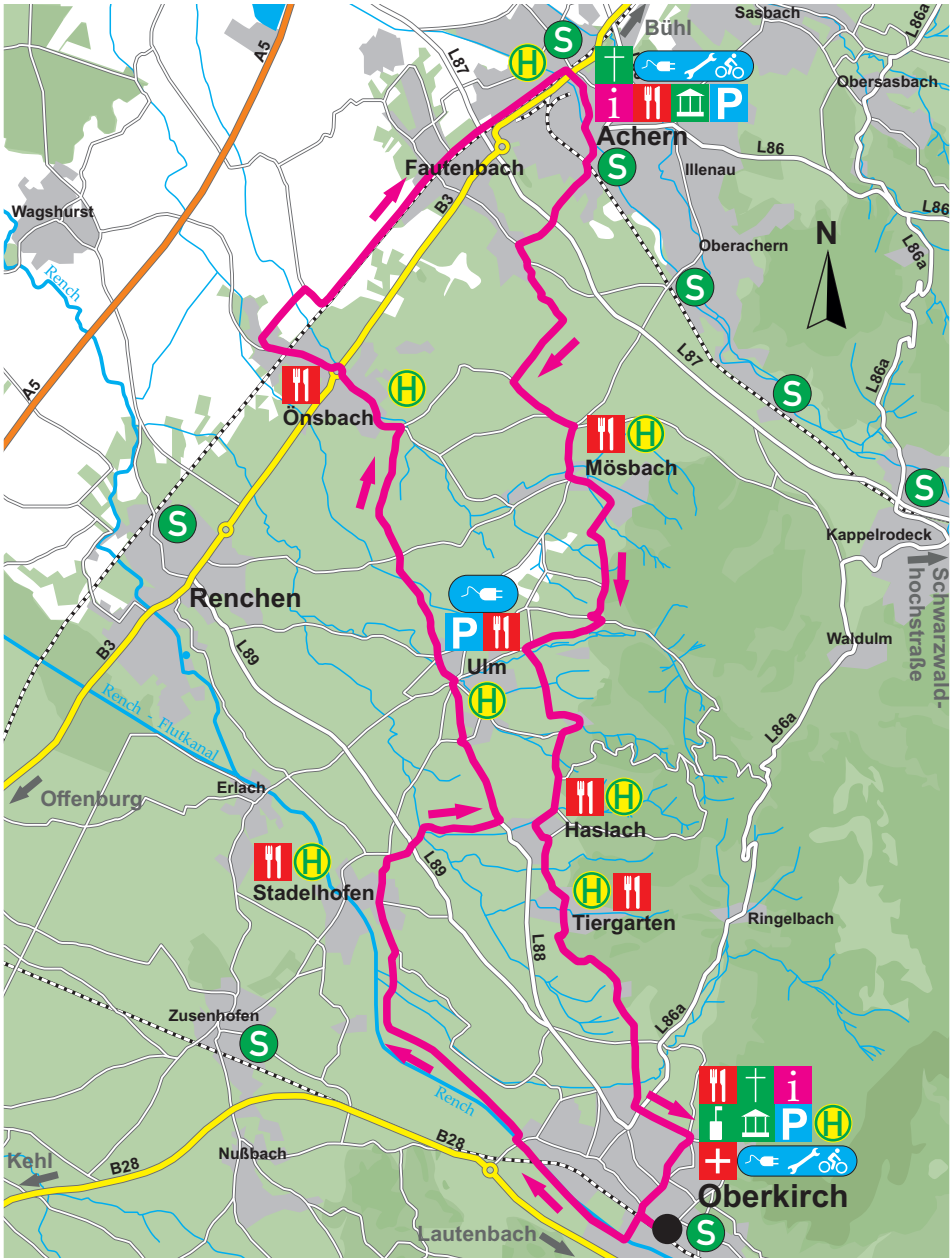 Sasbach
L86a
Bühl
A5
L87
S
H
Obersasbach
i
P
Achern
L86
Fautenbach
S
Illenau
B3
L86
Wagshurst
Oberachern
N
L86a
Rench
S
L87
L86a
A5
H
S
Önsbach
H
Mösbach
S
S
Kappelrodeck
Renchen
Schwarzwald-
hochstraße
P
Waldulm
B3
L89
Ulm
H
Rench - Flutkanal
L86a
Erlach
Offenburg
H
Haslach
H
L89
Stadelhofen
H
Tiergarten
Ringelbach
L88
Zusenhofen
L86a
S
Rench
i
P
H
B28
Nußbach
Kehl
B28
Oberkirch
Lautenbach
S